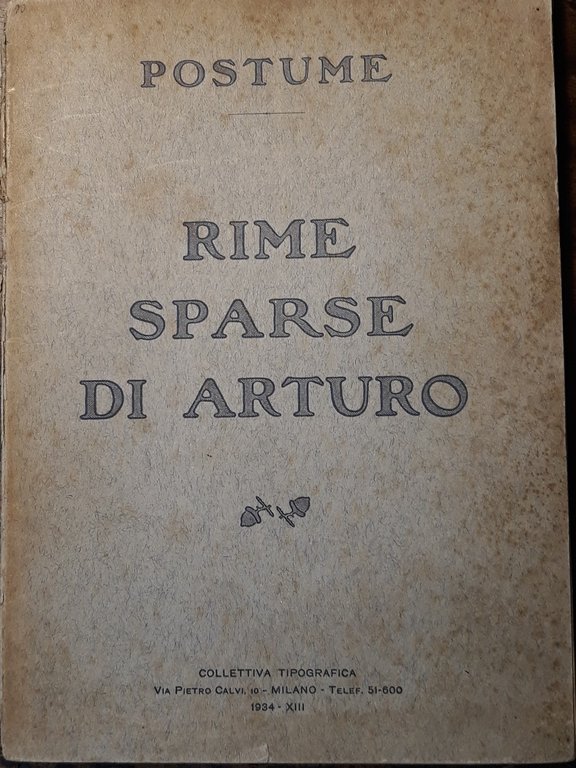 POSTUME
RIME
SPARSE
DI ARTURO
COLLETTIVA TIPOGRAFICA
VIA PIETRO CALVI, 10 - MILANO - TELEF. 51-600
1934 - XIII